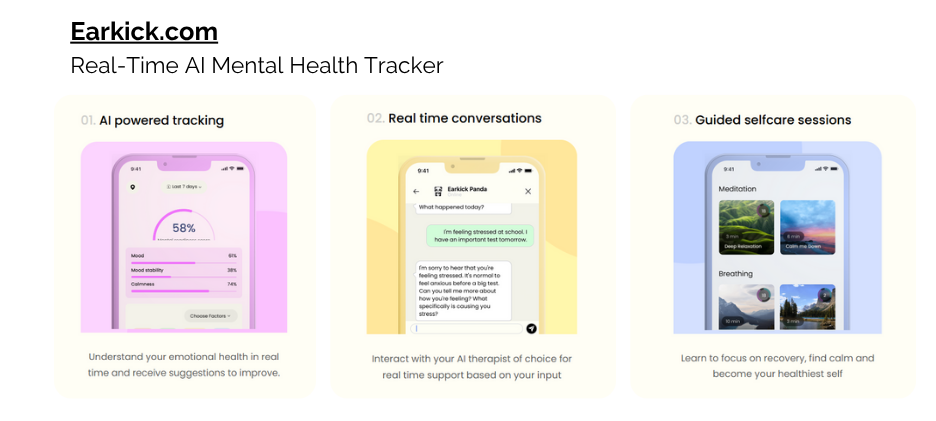 Earkick.com
Real-Time AI Mental Health Tracker
01. AI powered tracking
9:41
Last 7 days
58%
Mood 61%
Mood stability 38%
Calmness 74%
Choose Factors
Understand your emotional health in real
time and receive suggestions to improve.
02. Real time conversations
9:41
Earkick Panda
What happened today?
I'm feeling stressed at school. I
have an important test tomorrow.
I'm sorry to hear that you're
feeling stressed. It's normal to
feel anxious before a big test.
Can you tell me more about
how you're feeling? What
specifically is causing you
stress?
Interact with your AI therapist of choice for
real time support based on your input
03. Guided selfcare sessions
9:41
Meditation
5 min
Deep Relaxation
8 min
Calm me Down
Breathing
10 min
Learn to focus on recovery, find calm and
become your healthiest self